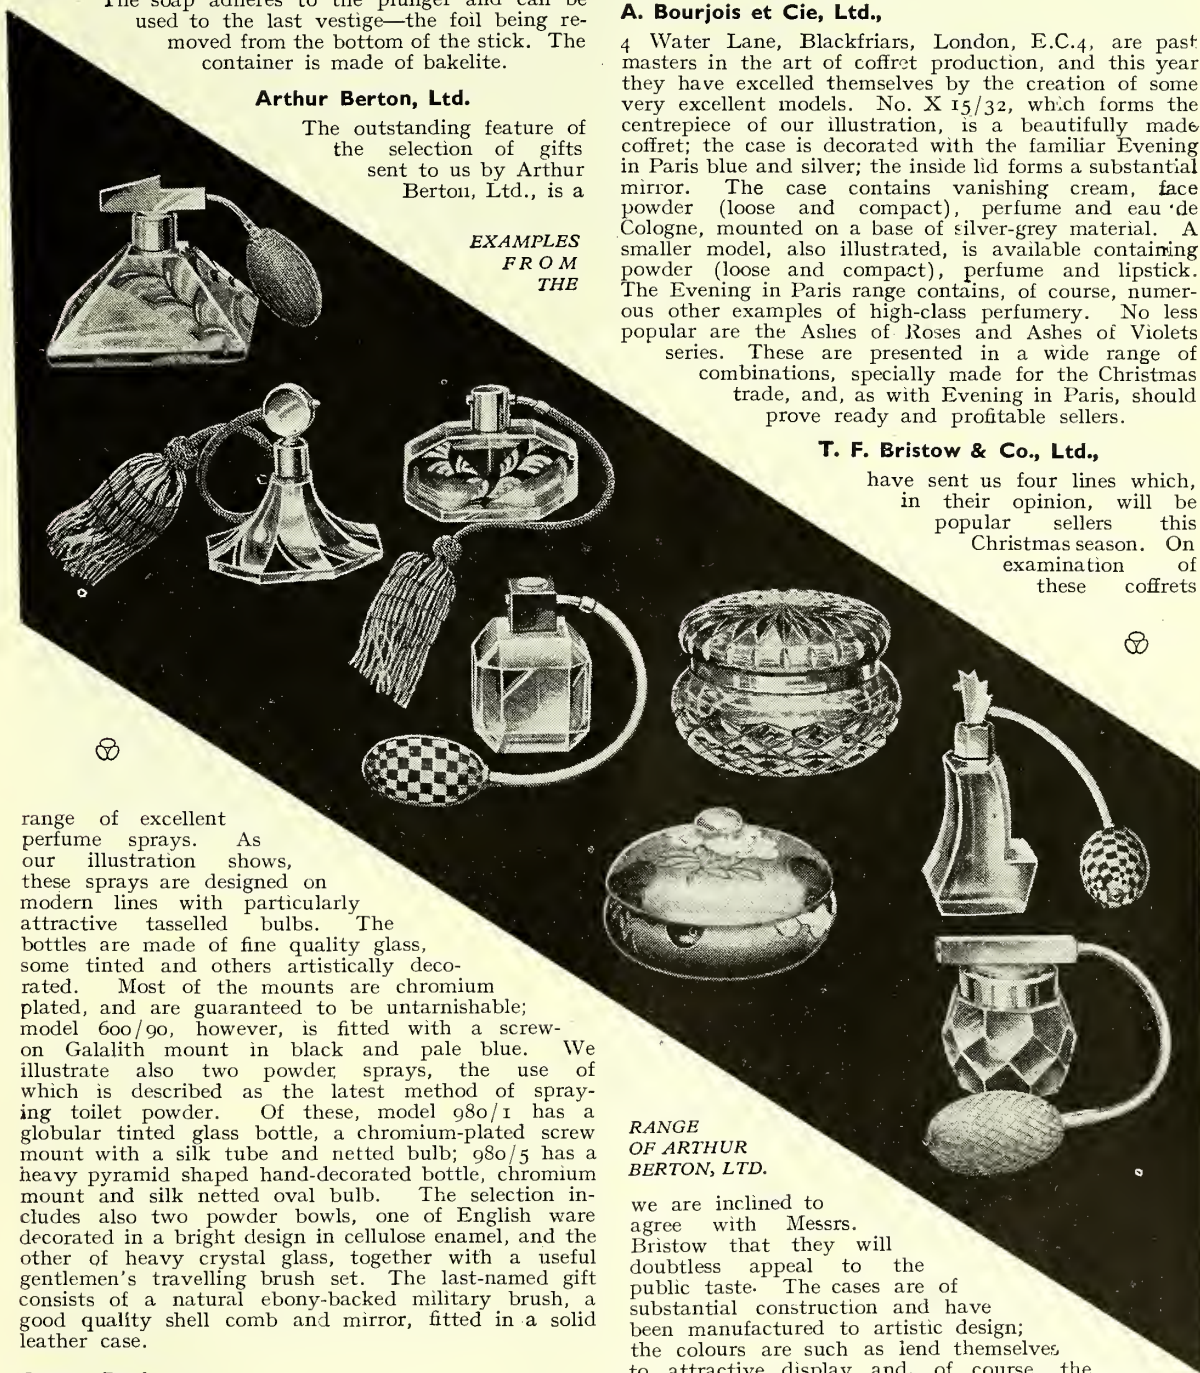 The soap adheres to the plunger and can be
used to the last vestige—the foil being re-
moved from the bottom of the stick. The
container is made of bakelite.
Arthur Berton, Ltd.
The outstanding feature of
the selection of gifts
sent to us by Arthur
Berton, Ltd., is a
EXAMPLES
FROM
THE
range of excellent
perfume sprays. As
our illustration shows,
these sprays are designed on
modern lines with particularly
attractive tasselled bulbs. The
bottles are made of fine quality glass,
some tinted and others artistically deco-
rated. Most of the mounts are chromium
plated, and are guaranteed to be untarnishable;
model 600/90, however, is fitted with a screw-
on Galalith mount in black and pale blue. We
illustrate also two powder sprays, the use of
which is described as the latest method of spray-
ing toilet powder. Of these, model 980/1 has a
globular tinted glass bottle, a chromium-plated screw
mount with a silk tube and netted bulb; 980/5 has a
heavy pyramid shaped hand-decorated bottle, chromium
mount and silk netted oval bulb. The selection in-
cludes also two powder bowls, one of English ware
decorated in a bright design in cellulose enamel, and the
other of heavy crystal glass, together with a useful
gentlemen's travelling brush set. The last-named gift
consists of a natural ebony-backed military brush, a
good quality shell comb and mirror, fitted in a solid
leather case.
A. Bourjois et Cie, Ltd.,
4 Water Lane, Blackfriars, London, E.C.4, are past
masters in the art of coffret production, and this year
they have excelled themselves by the creation of some
very excellent models. No. X 15/32, which forms the
centrepiece of our illustration, is a beautifully made
coffret; the case is decorated with the familiar Evening
in Paris blue and silver; the inside lid forms a substantial
mirror. The case contains vanishing cream, face
powder (loose and compact), perfume and eau de
Cologne, mounted on a base of silver-grey material. A
smaller model, also illustrated, is available containing
powder (loose and compact), perfume and lipstick.
The Evening in Paris range contains, of course, numer-
ous other examples of high-class perfumery. No less
popular are the Ashes of Roses and Ashes of Violets
series. These are presented in a wide range of
combinations, specially made for the Christmas
trade, and, as with Evening in Paris, should
prove ready and profitable sellers.
T. F. Bristow & Co., Ltd.,
have sent us four lines which,
in their opinion, will be
popular sellers this
Christmas season. On
examination of
these coffrets
RANGE
OF ARTHUR
BERTON, LTD.
we are inclined to
agree with Messrs.
Bristow that they will
doubtless appeal to the
public taste. The cases are of
substantial construction and have
been manufactured to artistic design;
the colours are such as lend themselves
to attractive display and, of course, the